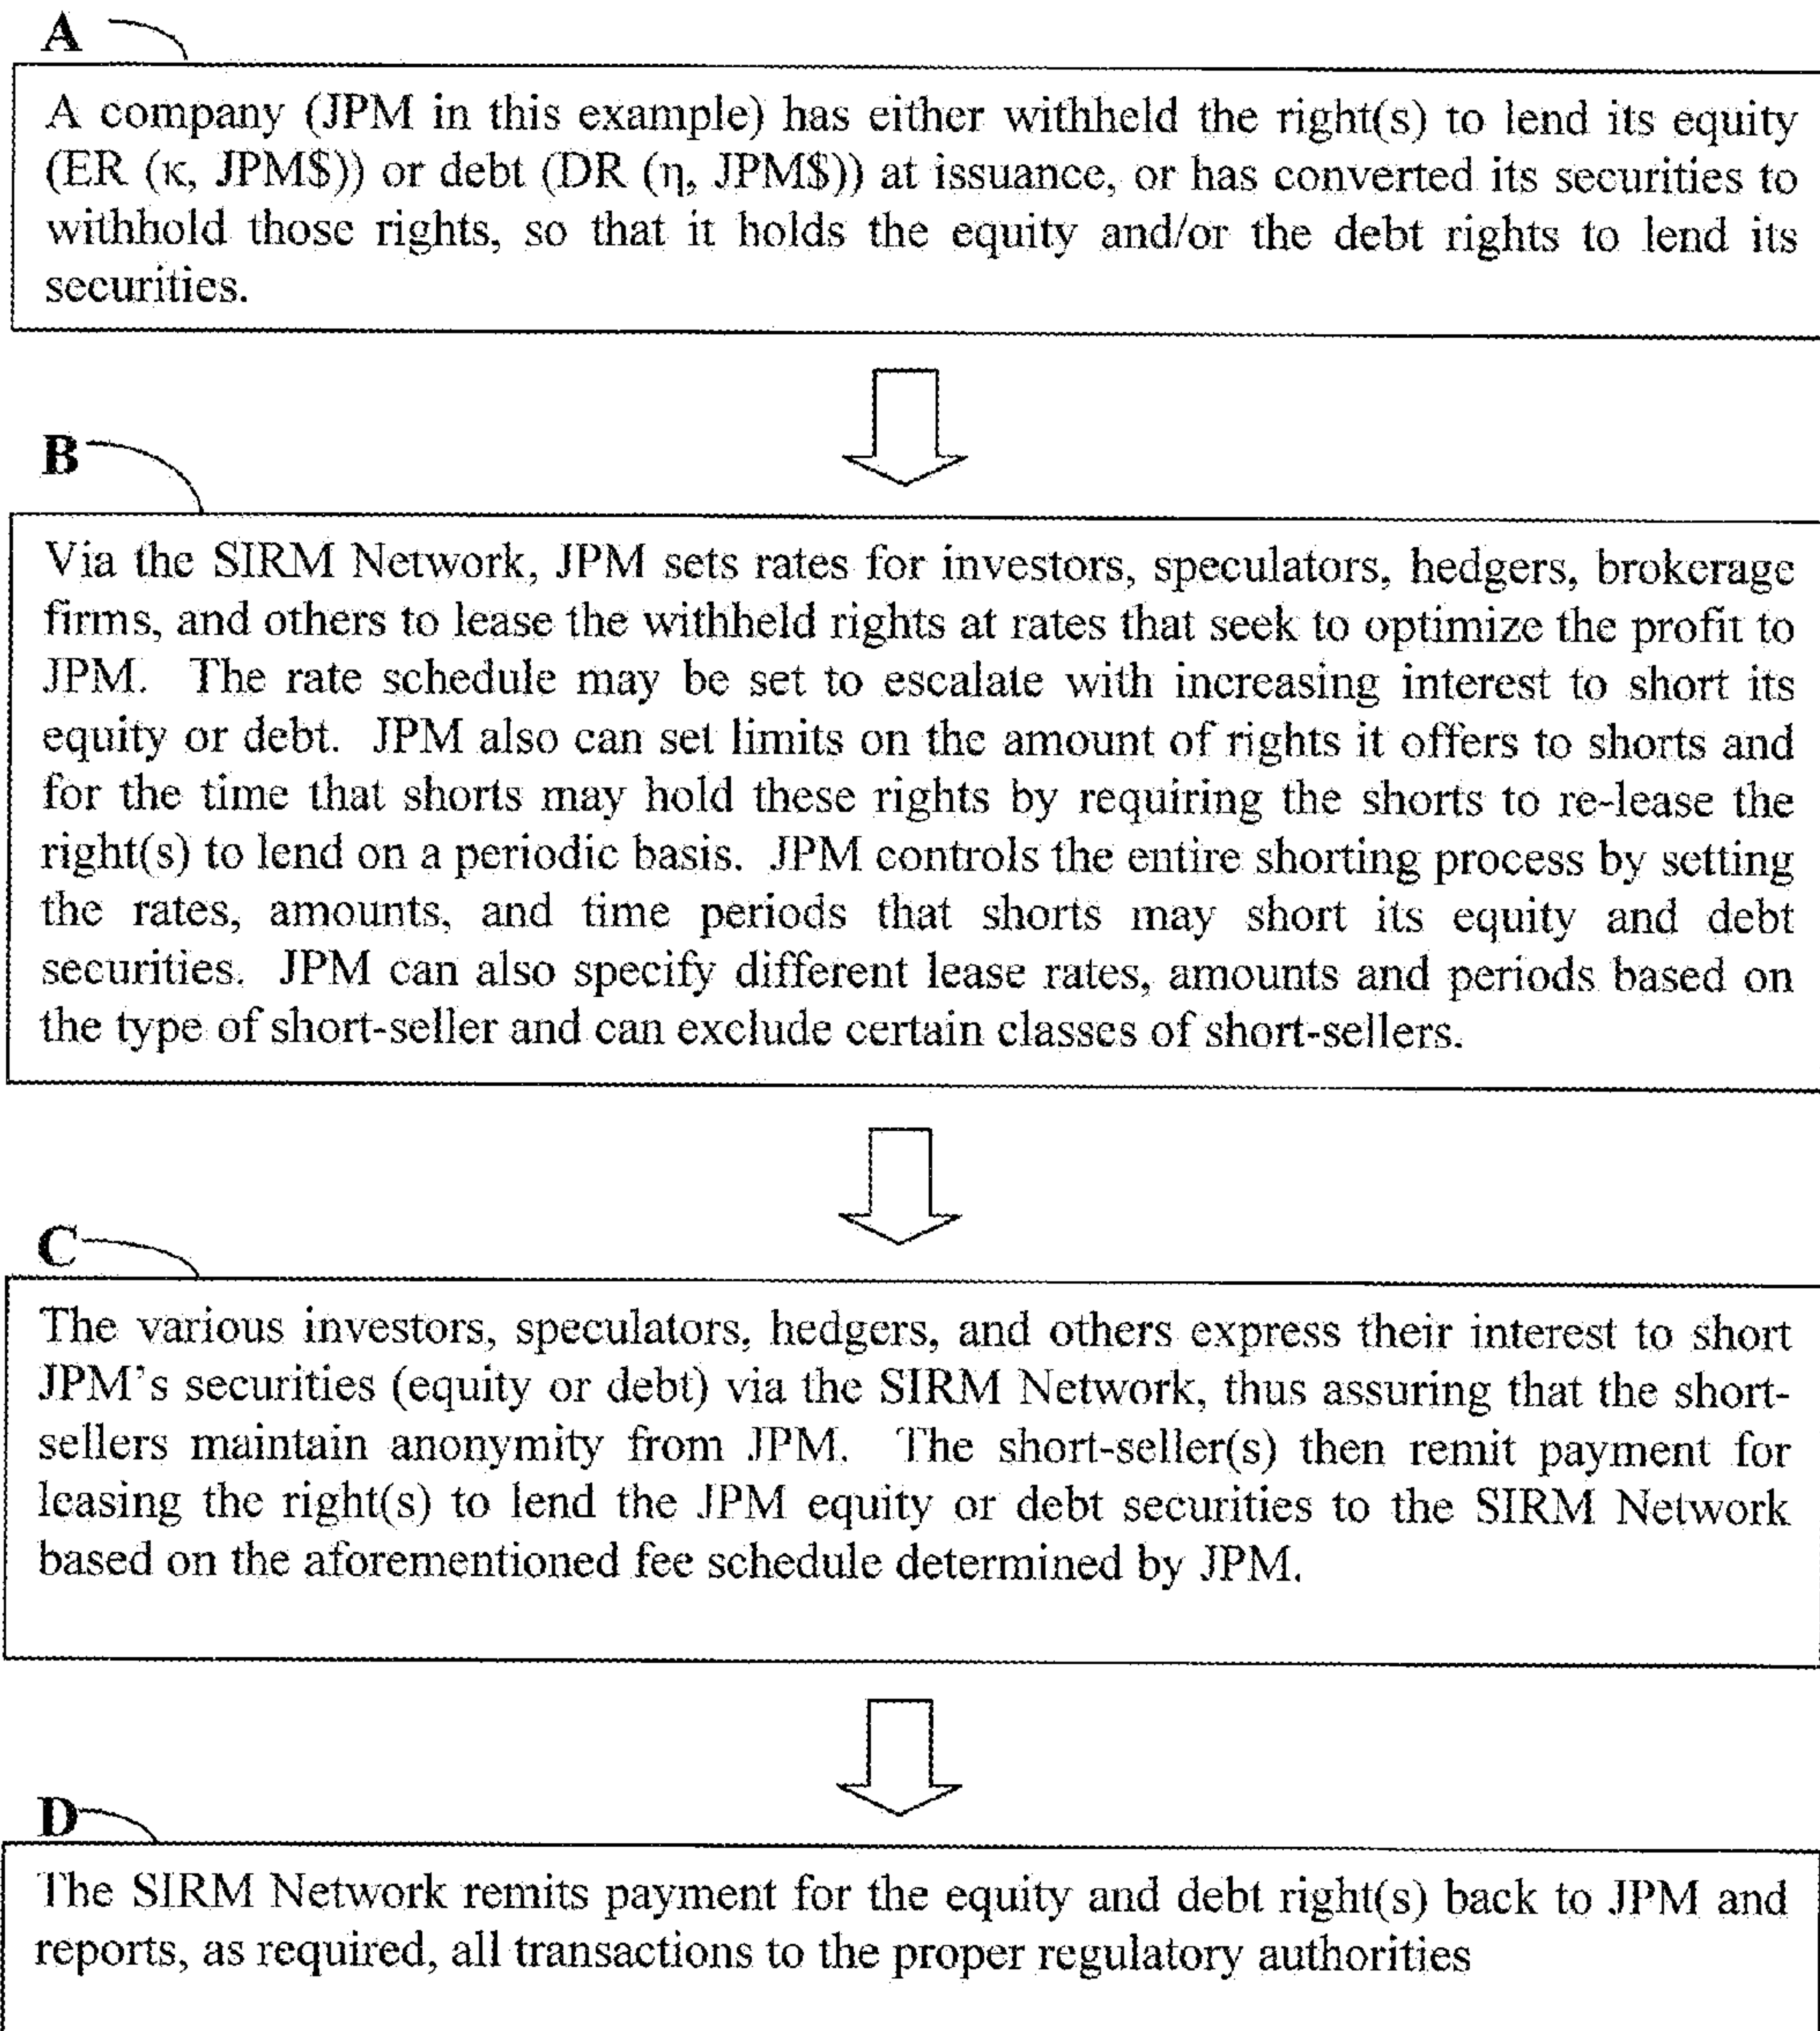 A
A company (JPM in this example) has either withheld the right(s) to lend its equity
(ER (κ, JPM$)) or debt (DR (η, JPM$)) at issuance, or has converted its securities to
withhold those rights, so that it holds the equity and/or the debt rights to lend its
securities.
B
Via the SIRM Network, JPM sets rates for investors, speculators, hedgers, brokerage
firms, and others to lease the withheld rights at rates that seek to optimize the profit to
JPM. The rate schedule may be set to escalate with increasing interest to short its
equity or debt. JPM also can set limits on the amount of rights it offers to shorts and
for the time that shorts may hold these rights by requiring the shorts to re-lease the
right(s) to lend on a periodic basis. JPM controls the entire shorting process by setting
the rates, amounts, and time periods that shorts may short its equity and debt
securities. JPM can also specify different lease rates, amounts and periods based on
the type of short-seller and can exclude certain classes of short-sellers.
C
The various investors, speculators, hedgers, and others express their interest to short
JPM's securities (equity or debt) via the SIRM Network, thus assuring that the short-
sellers maintain anonymity from JPM. The short-seller(s) then remit payment for
leasing the right(s) to lend the JPM equity or debt securities to the SIRM Network
based on the aforementioned fee schedule determined by JPM.
D
The SIRM Network remits payment for the equity and debt right(s) back to JPM and
reports, as required, all transactions to the proper regulatory authorities